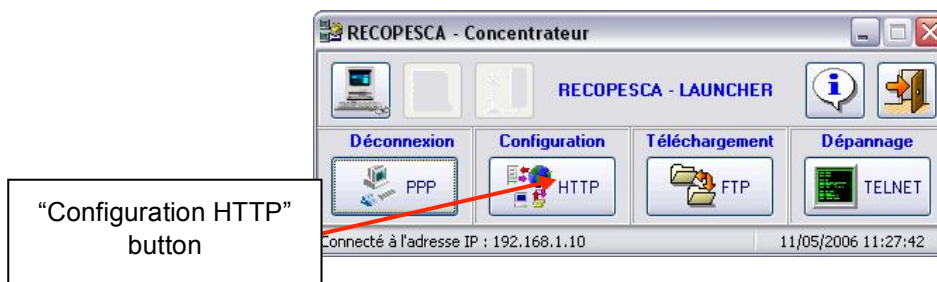 RECOPESCA - Concentrateur
RECOPESCA - LAUNCHER
Déconnexion Configuration Téléchargement Dépannage
PPP HTTP FTP TELNET
“Configuration HTTP”
button
Connecté à l'adresse IP : 192.168.1.10 11/05/2006 11:27:42